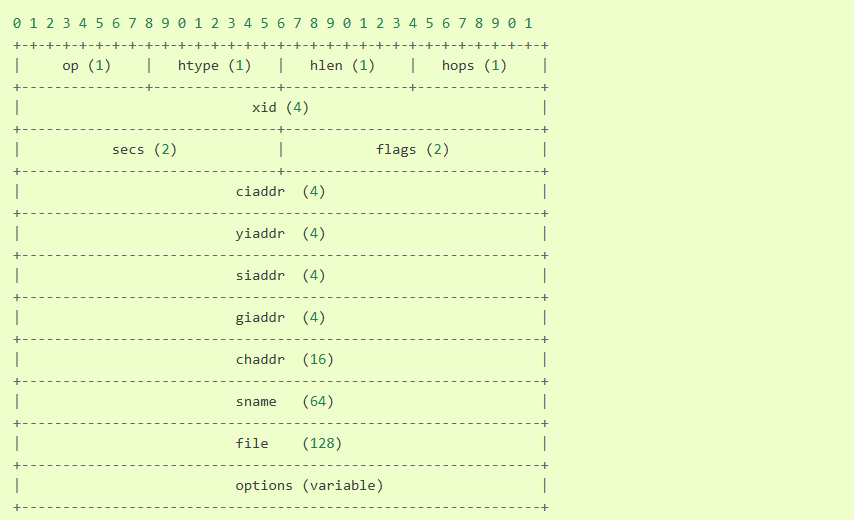 0 1 2 3 4 5 6 7 8 9 0 1 2 3 4 5 6 7 8 9 0 1 2 3 4 5 6 7 8 9 0 1
+-+-+-+-+-+-+-+-+-+-+-+-+-+-+-+-+-+-+-+-+-+-+-+-+-+-+-+-+-+-+-+-+
|     op (1)    |   htype (1)   |   hlen (1)    |   hops (1)    |
+---------------+---------------+---------------+---------------+
|                            xid (4)                            |
+-------------------------------+-------------------------------+
|           secs (2)            |           flags (2)           |
+-------------------------------+-------------------------------+
|                          ciaddr  (4)                          |
+---------------------------------------------------------------+
|                          yiaddr  (4)                          |
+---------------------------------------------------------------+
|                          siaddr  (4)                          |
+---------------------------------------------------------------+
|                          giaddr  (4)                          |
+---------------------------------------------------------------+
|                          chaddr  (16)                         |
+---------------------------------------------------------------+
|                          sname   (64)                         |
+---------------------------------------------------------------+
|                          file    (128)                        |
+---------------------------------------------------------------+
|                          options (variable)                   |
+---------------------------------------------------------------+